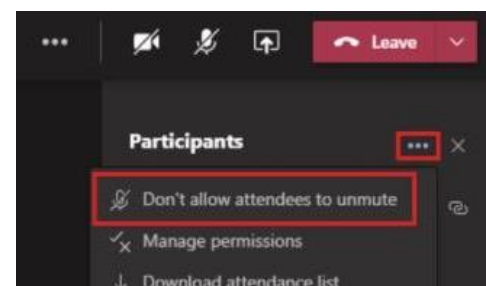 Leave
Participants
Don't allow attendees to unmute
Manage permissions
Download attendance list